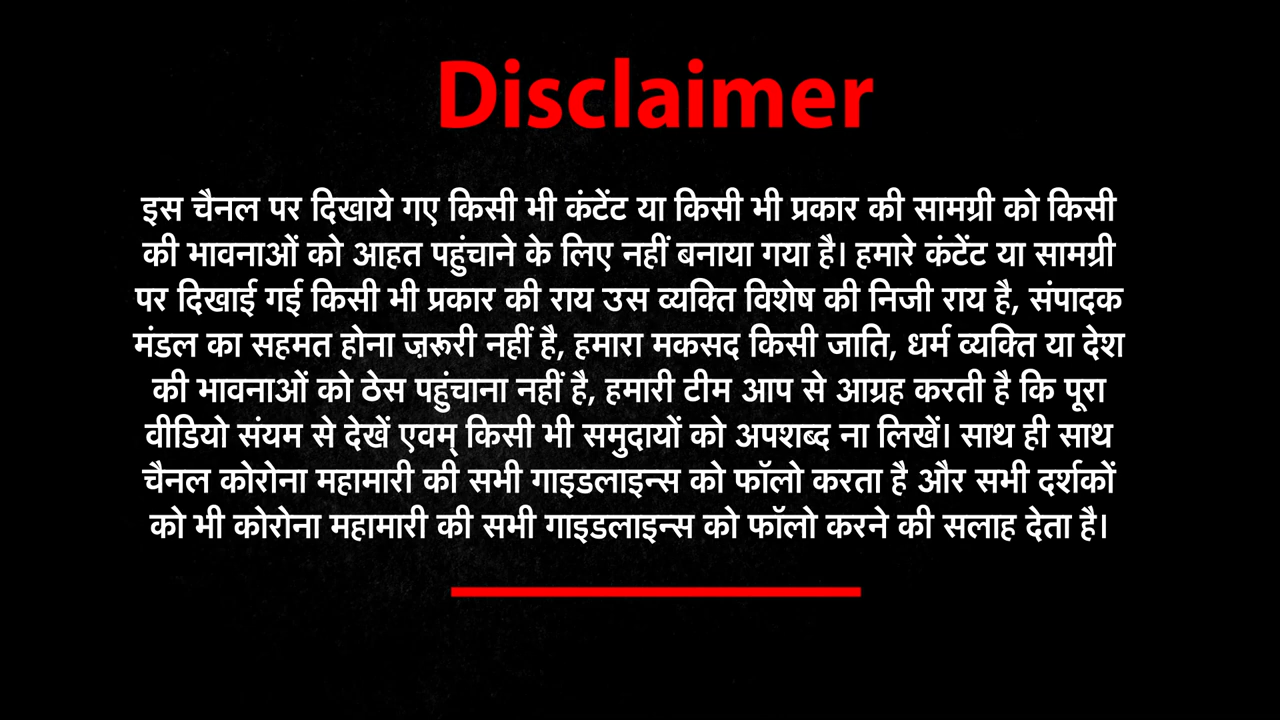 Disclaimer
इस चैनल पर दिखाये गए किसी भी कंटेंट या किसी भी प्रकार की सामग्री को किसी
की भावनाओं को आहत पहुंचाने के लिए नहीं बनाया गया है। हमारे कंटेंट या सामग्री
पर दिखाई गई किसी भी प्रकार की राय उस व्यक्ति विशेष की निजी राय है, संपादक
मंडल का सहमत होना ज़रूरी नहीं है, हमारा मकसद किसी जाति, धर्म व्यक्ति या देश
की भावनाओं को ठेस पहुंचाना नहीं है, हमारी टीम आप से आग्रह करती है कि पूरा
वीडियो संयम से देखें एवम् किसी भी समुदायों को अपशब्द ना लिखें। साथ ही साथ
चैनल कोरोना महामारी की सभी गाइडलाइन्स को फॉलो करता है और सभी दर्शकों
को भी कोरोना महामारी की सभी गाइडलाइन्स को फॉलो करने की सलाह देता है।